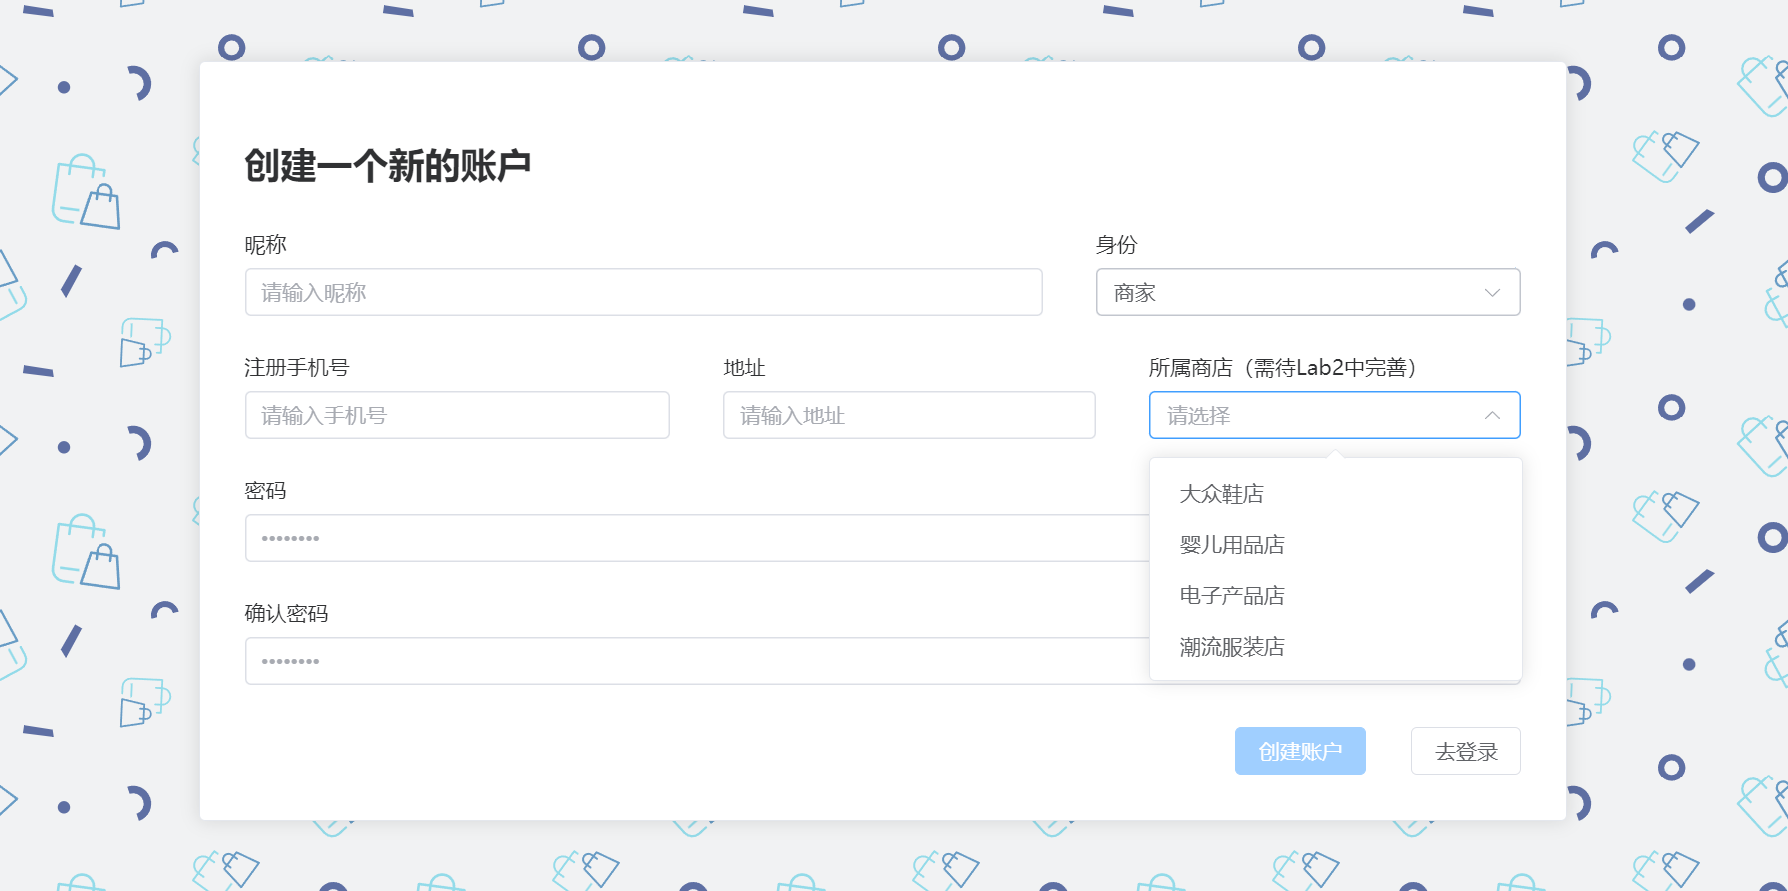 创建一个新的账户
昵称
身份
请输入昵称
商家
注册手机号
地址
所属商店（需待Lab2中完善）
请输入手机号
请输入地址
请选择
密码
••••••••
大众鞋店
婴儿用品店
电子产品店
潮流服装店
确认密码
••••••••
创建账户
去登录